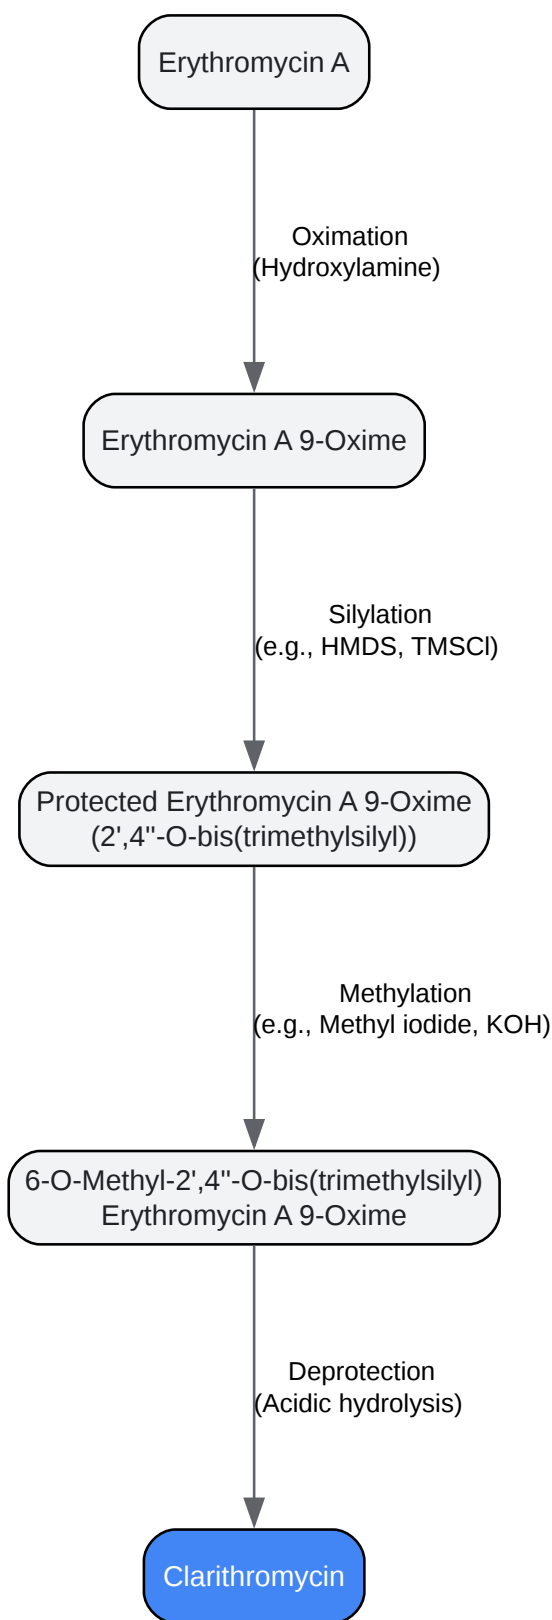 Erythromycin A
Oximation
(Hydroxylamine)
Erythromycin A 9-Oxime
Silylation
(e.g., HMDS, TMSCl)
Protected Erythromycin A 9-Oxime
(2',4''-O-bis(trimethylsilyl))
Methylation
(e.g., Methyl iodide, KOH)
6-O-Methyl-2',4''-O-bis(trimethylsilyl)
Erythromycin A 9-Oxime
Deprotection
(Acidic hydrolysis)
Clarithromycin